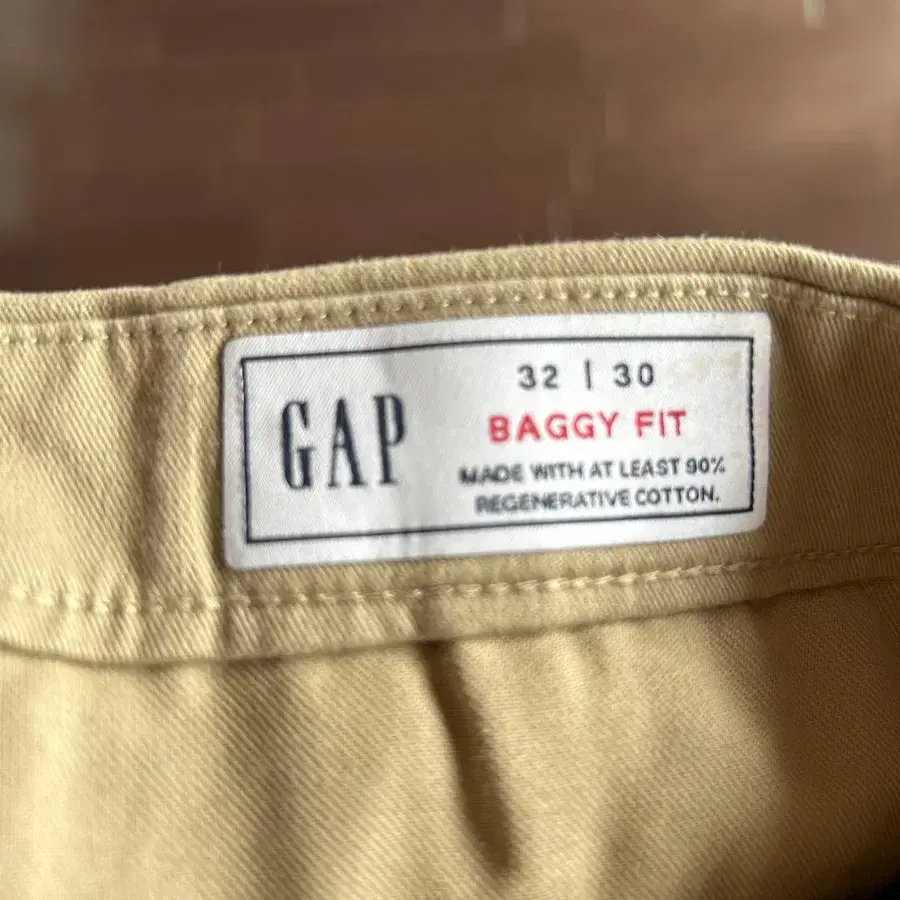 GAP
32 | 30
BAGGY FIT
MADE WITH AT LEAST 90%
REGENERATIVE COTTON.